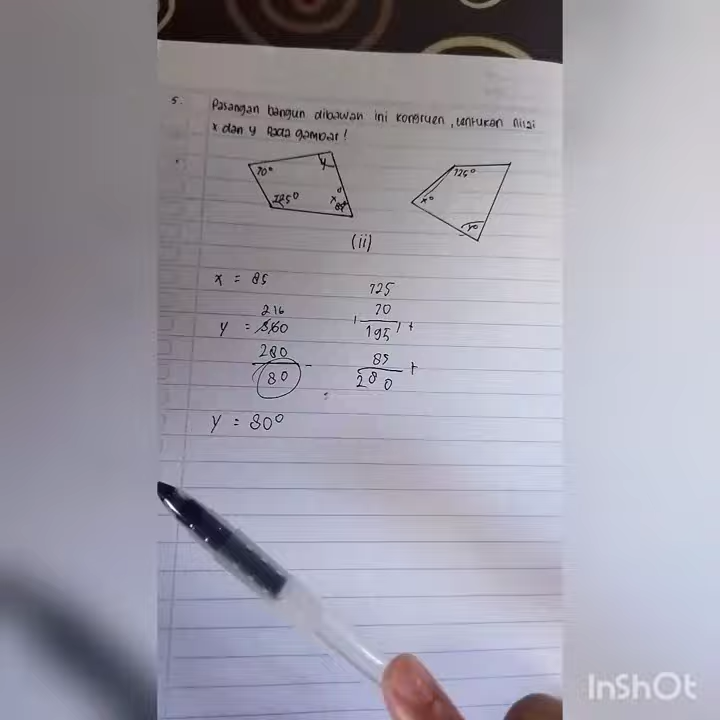 5. Pasangan bangun dibawah ini kongruen, tentukan nilai
x dan y pada gambar!
70° y
125° x°
125°
x°
(ii)
x = 85
216
y = 360
280 -
80
125
70
195 +
85
280 +
y = 80°
InShOt